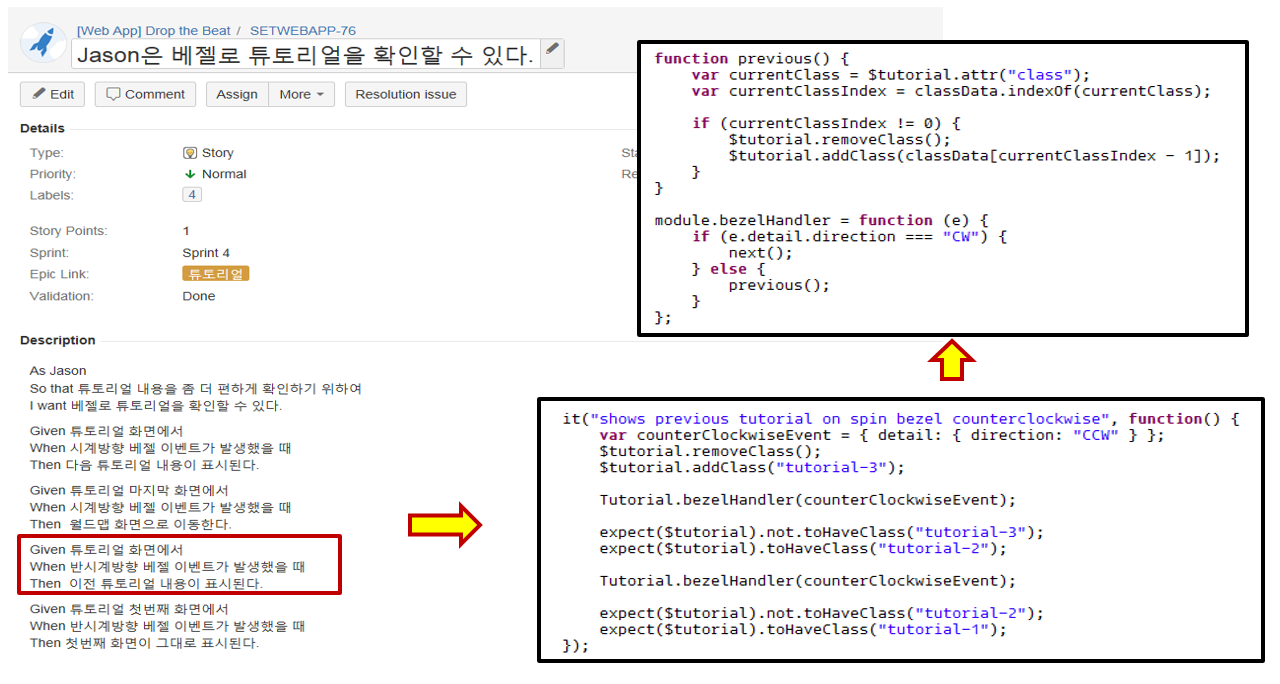 [Web App] Drop the Beat / SETWEBAPP-76
Jason은 베젤로 튜토리얼을 확인할 수 있다.
Edit Comment Assign More Resolution issue
Details
Type: Story
Priority: Normal
Labels: 4
Story Points: 1
Sprint: Sprint 4
Epic Link: 튜토리얼
Validation: Done
Description
As Jason
So that 튜토리얼 내용을 좀 더 편하게 확인하기 위하여
I want 베젤로 튜토리얼을 확인할 수 있다.
Given 튜토리얼 화면에서
When 시계방향 베젤 이벤트가 발생했을 때
Then 다음 튜토리얼 내용이 표시된다.
Given 튜토리얼 마지막 화면에서
When 시계방향 베젤 이벤트가 발생했을 때
Then 월드맵 화면으로 이동한다.
Given 튜토리얼 화면에서
When 반시계방향 베젤 이벤트가 발생했을 때
Then 이전 튜토리얼 내용이 표시된다.
Given 튜토리얼 첫번째 화면에서
When 반시계방향 베젤 이벤트가 발생했을 때
Then 첫번째 화면이 그대로 표시된다.
function previous() {
var currentClass = $tutorial.attr("class");
var currentClassIndex = classData.indexOf(currentClass);
if (currentClassIndex != 0) {
$tutorial.removeClass();
$tutorial.addClass(classData[currentClassIndex - 1]);
}
}
module.bezelHandler = function (e) {
if (e.detail.direction === "CW") {
next();
} else {
previous();
}
};
it("shows previous tutorial on spin bezel counterclockwise", function() {
var counterClockwiseEvent = { detail: { direction: "CCW" } };
$tutorial.removeClass();
$tutorial.addClass("tutorial-3");
Tutorial.bezelHandler(counterClockwiseEvent);
expect($tutorial).not.toHaveClass("tutorial-3");
expect($tutorial).toHaveClass("tutorial-2");
Tutorial.bezelHandler(counterClockwiseEvent);
expect($tutorial).not.toHaveClass("tutorial-2");
expect($tutorial).toHaveClass("tutorial-1");
});